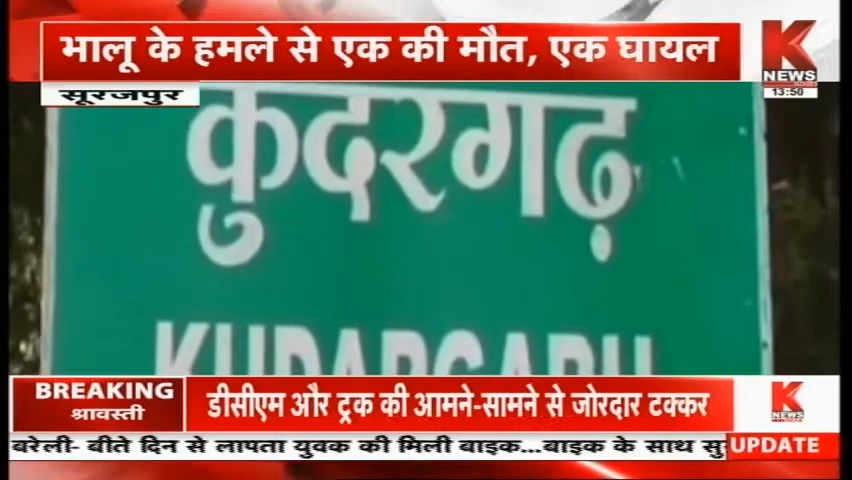 भालू के हमले से एक की मौत, एक घायल
K NEWS
13:50
सूरजपुर
कुदरगढ़
KUDARGARH
BREAKING
श्रावस्ती
डीसीएम और ट्रक की आमने-सामने से जोरदार टक्कर
K NEWS
बरेली- बीते दिन से लापता युवक की मिली बाइक...बाइक के साथ
UPDATE